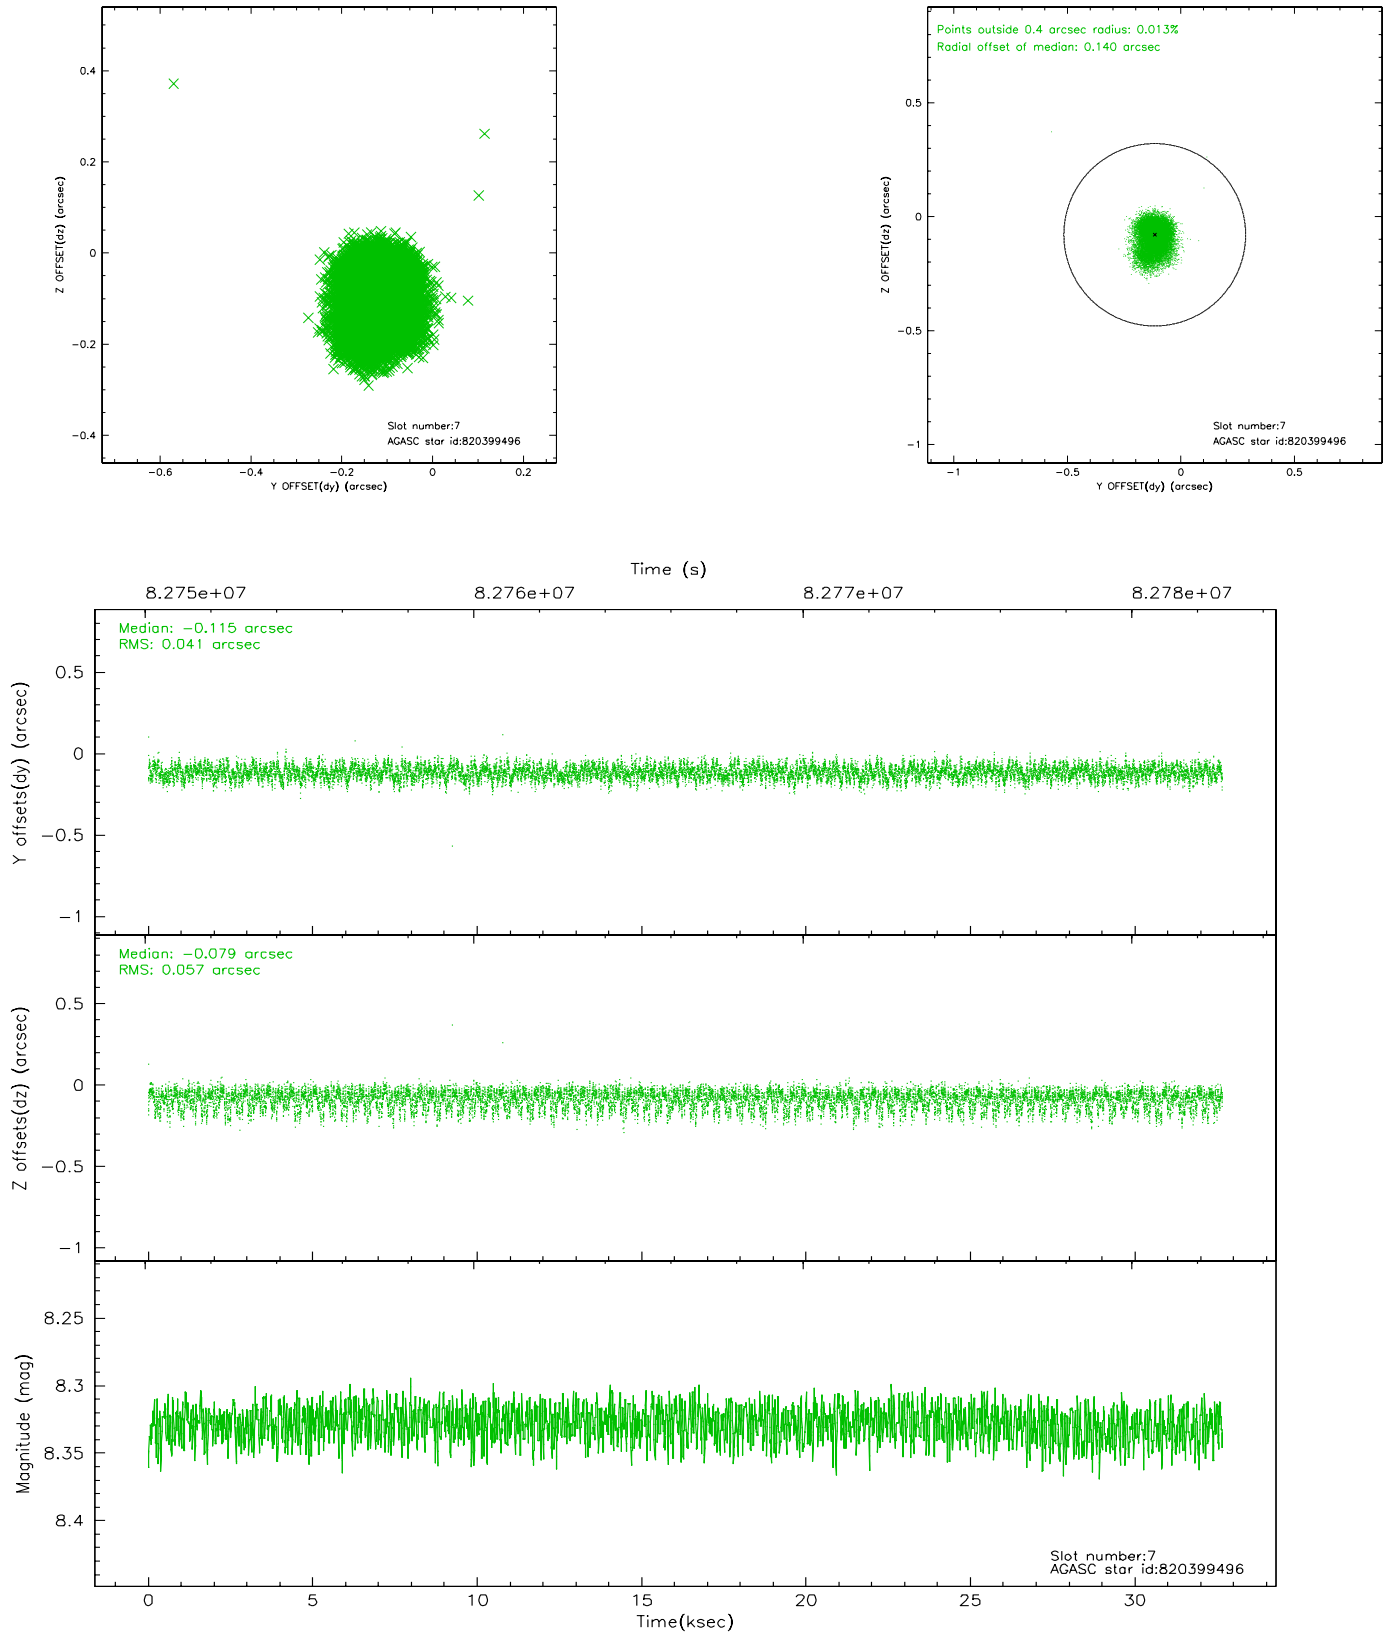 0.4
0.2
0
−0.2
−0.4
Z OFFSET(dz) (arcsec)
Slot number:7
AGASC star id:820399496
−0.6
−0.4
−0.2
0
0.2
Y OFFSET(dy) (arcsec)
Points outside 0.4 arcsec radius: 0.013%
Radial offset of median: 0.140 arcsec
0.5
0
−0.5
−1
Z OFFSET(dz) (arcsec)
Slot number:7
AGASC star id:820399496
−1
−0.5
0
0.5
Y OFFSET(dy) (arcsec)
Time (s)
8.275e+07
8.276e+07
8.277e+07
8.278e+07
Median: −0.115 arcsec
RMS: 0.041 arcsec
0.5
0
−0.5
−1
Y offsets(dy) (arcsec)
Median: −0.079 arcsec
RMS: 0.057 arcsec
0.5
0
−0.5
−1
Z offsets(dz) (arcsec)
8.25
8.3
8.35
8.4
Magnitude (mag)
Slot number:7
AGASC star id:820399496
0
5
10
15
20
25
30
Time(ksec)